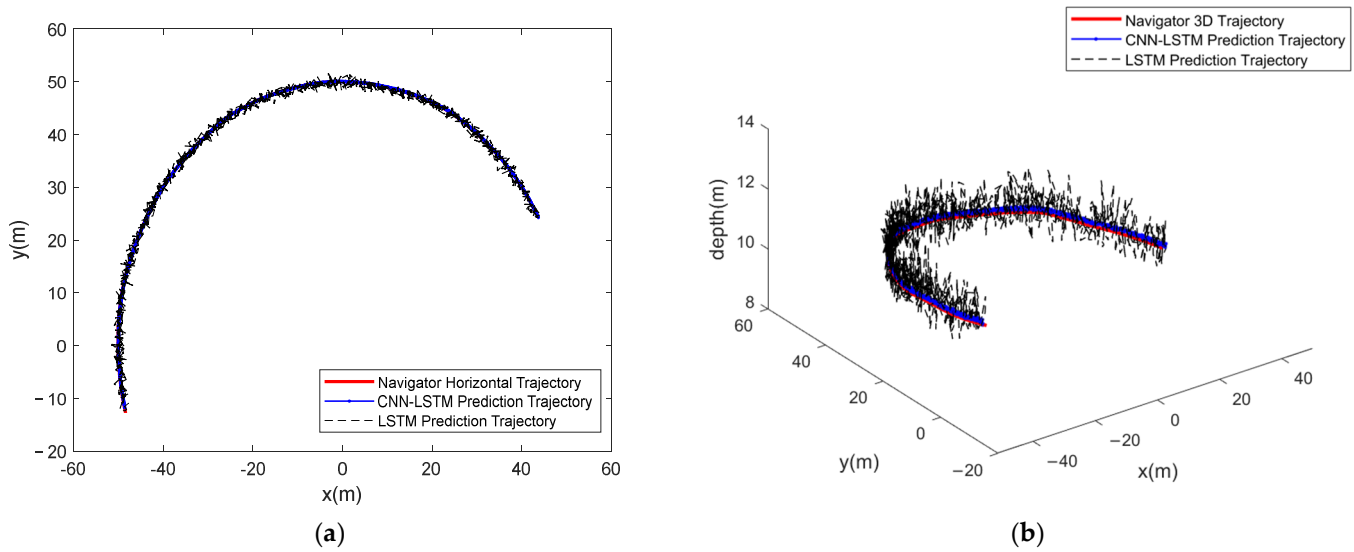 60
50
40
30
20
10
0
−10
−20
y(m)
-60
-40
-20
0
20
40
60
x(m)
Navigator Horizontal Trajectory
CNN-LSTM Prediction Trajectory
LSTM Prediction Trajectory
(a)
Navigator 3D Trajectory
CNN-LSTM Prediction Trajectory
LSTM Prediction Trajectory
14
12
10
8
depth(m)
60
40
20
0
−20
y(m)
−40
−20
0
20
40
x(m)
(b)